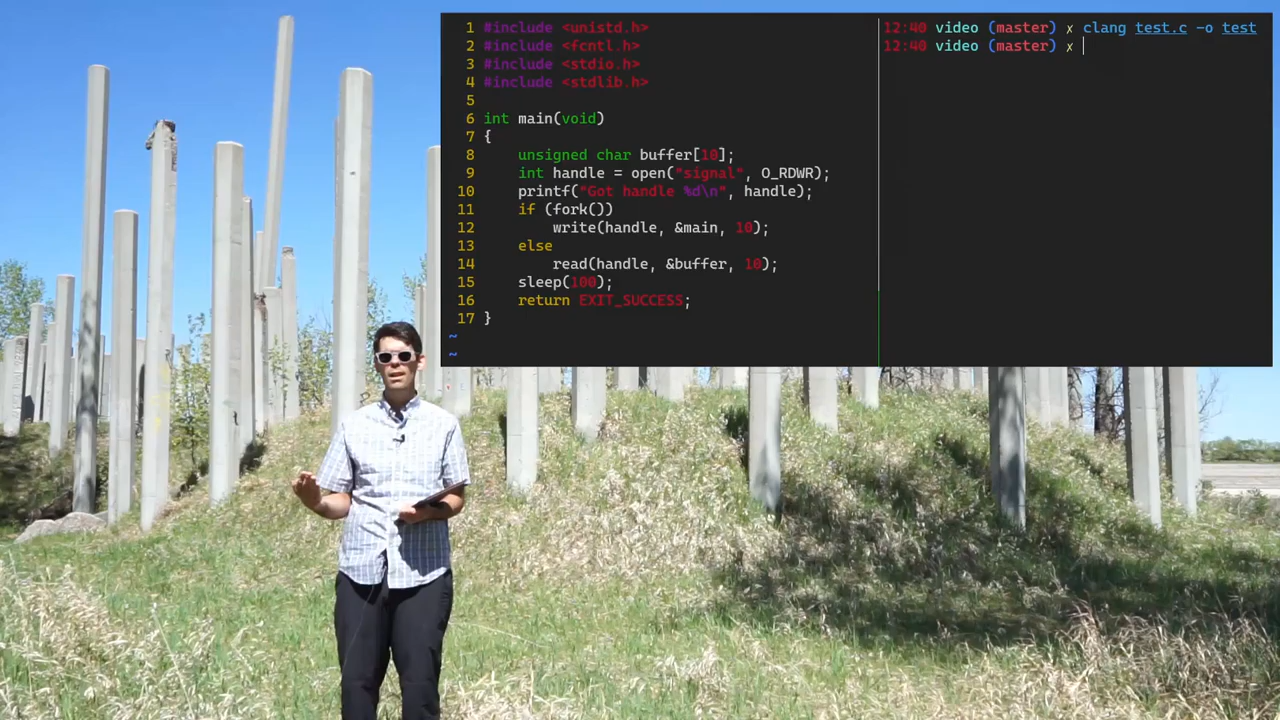 1 #include <unistd.h>
2 #include <fcntl.h>
3 #include <stdio.h>
4 #include <stdlib.h>
5
6 int main(void)
7 {
8 unsigned char buffer[10];
9 int handle = open("signal", O_RDWR);
10 printf("Got handle %d\n", handle);
11 if (fork())
12 write(handle, &main, 10);
13 else
14 read(handle, &buffer, 10);
15 sleep(100);
16 return EXIT_SUCCESS;
17 }
~
~
12:40 video (master) ✗ clang test.c -o test
12:40 video (master) ✗